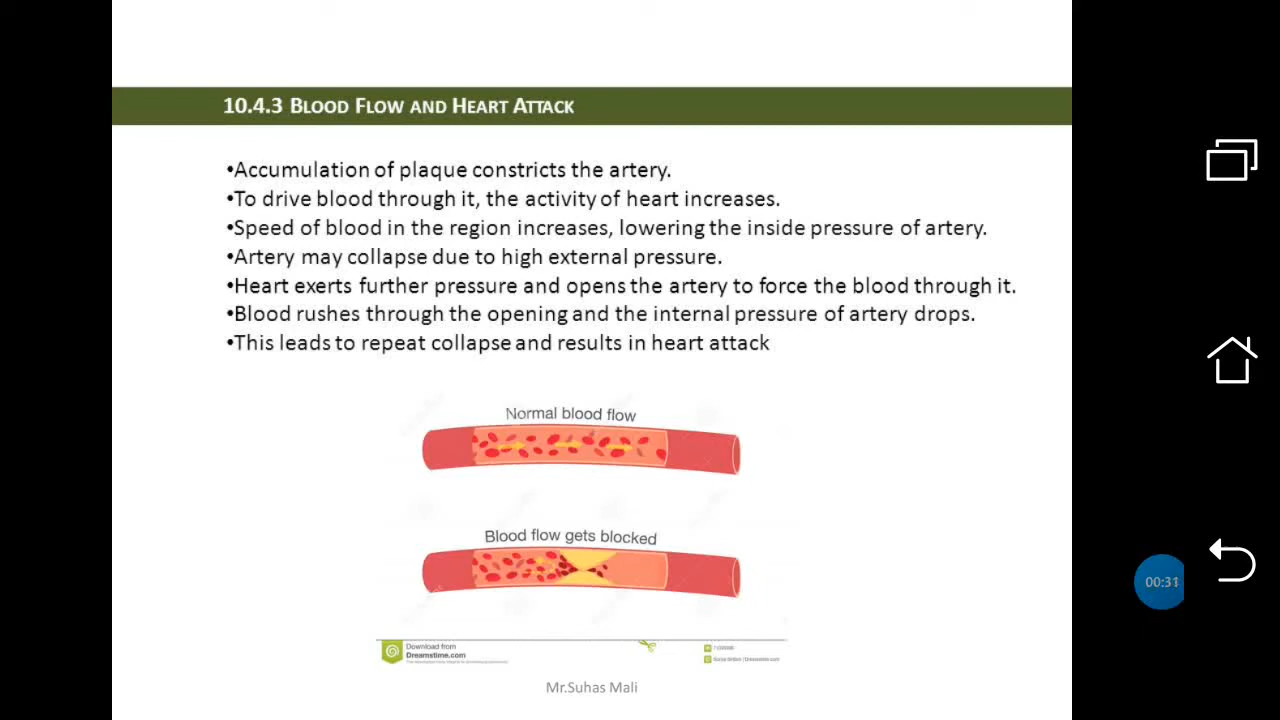 10.4.3 BLOOD FLOW AND HEART ATTACK
•Accumulation of plaque constricts the artery.
•To drive blood through it, the activity of heart increases.
•Speed of blood in the region increases, lowering the inside pressure of artery.
•Artery may collapse due to high external pressure.
•Heart exerts further pressure and opens the artery to force the blood through it.
•Blood rushes through the opening and the internal pressure of artery drops.
•This leads to repeat collapse and results in heart attack
Normal blood flow
Blood flow gets blocked
Download from
Dreamstime.com
Mr.Suhas Mali
00:31